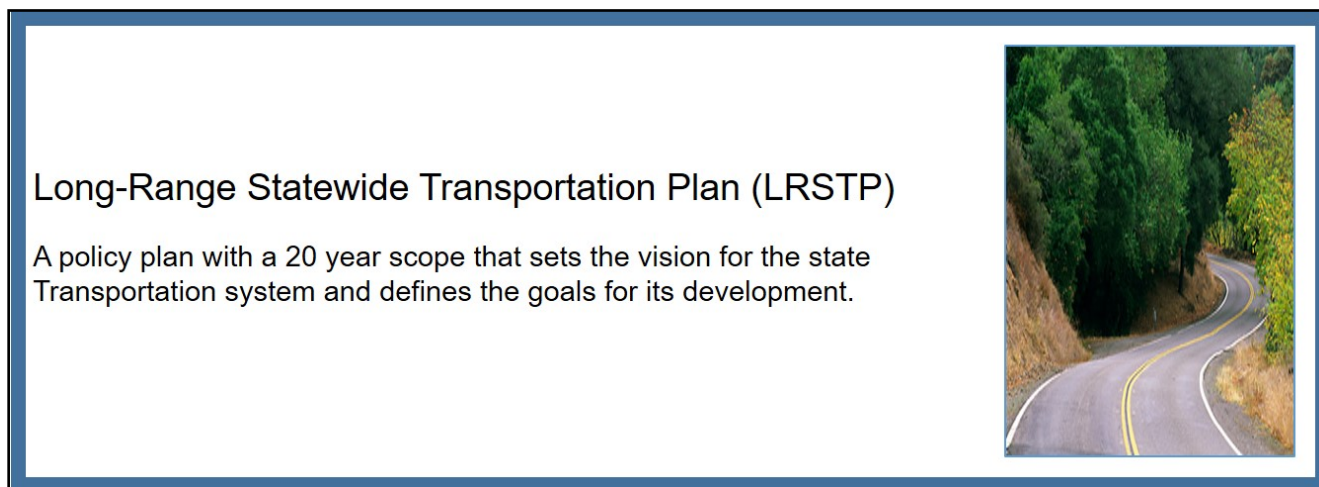 Long-Range Statewide Transportation Plan (LRSTP)
A policy plan with a 20 year scope that sets the vision for the state
Transportation system and defines the goals for its development.